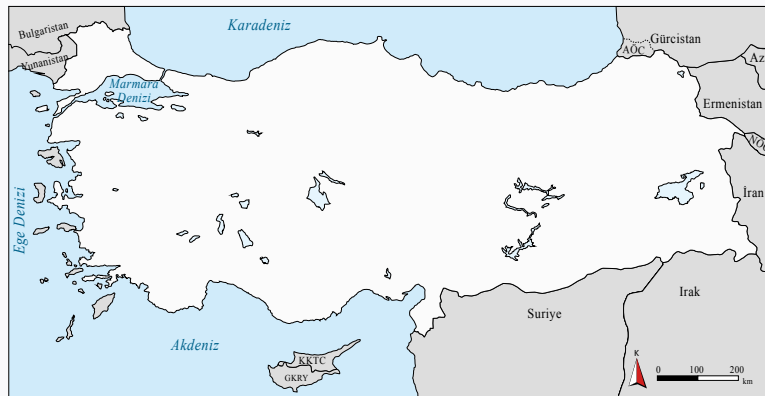 Bulgaristan
Karadeniz
Gürcistan
AÖC
Yunanistan
Az
Marmara
Denizi
Ermenistan
Ege Denizi
İran
Suriye
Irak
Akdeniz
KKTC
GKRY
K
0 100 200
km